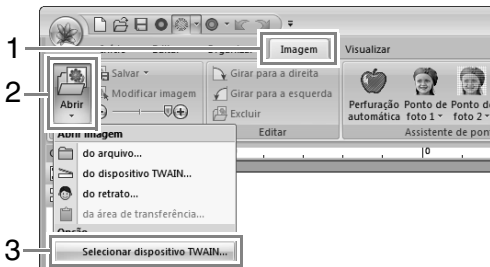 1
Imagem
Visualizar
2
Abrir
Salvar
Modificar imagem
Girar para a direita
Girar para a esquerda
Excluir
Editar
Perfuração automática
Ponto de foto 1
Ponto de foto 2
Assistente de pon
Abrir Imagem
do arquivo...
do dispositivo TWAIN...
do retrato...
da área de transferência...
Opção
3
Selecionar dispositivo TWAIN...
0